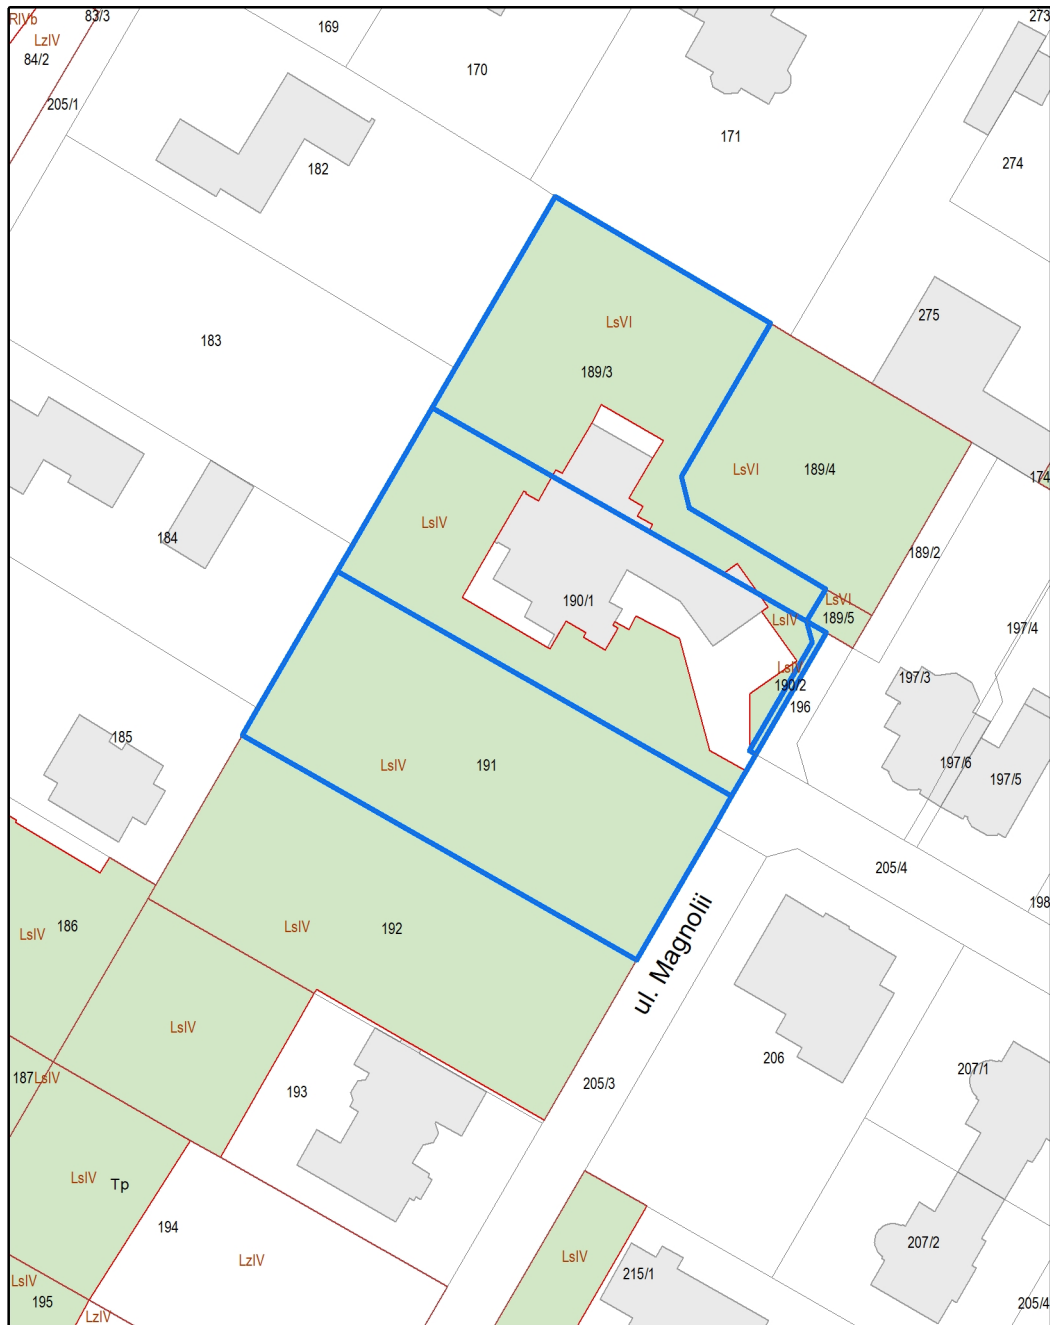 RIVb
83/3
169
273
LzIV
84/2
170
205/1
171
274
182
275
LsVI
183
189/3
LsVI
189/4
174
LsIV
184
189/2
190/1
LsVI
189/5
LsIV
197/4
LsIV
190/2
197/3
196
185
LsIV
191
197/6
197/5
205/4
198
186
LsIV
LsIV
192
ul. Magnolii
LsIV
206
187
LsIV
193
205/3
207/1
LsIV
Tp
194
LzIV
LsIV
207/2
215/1
LsIV
195
LzIV
205/4